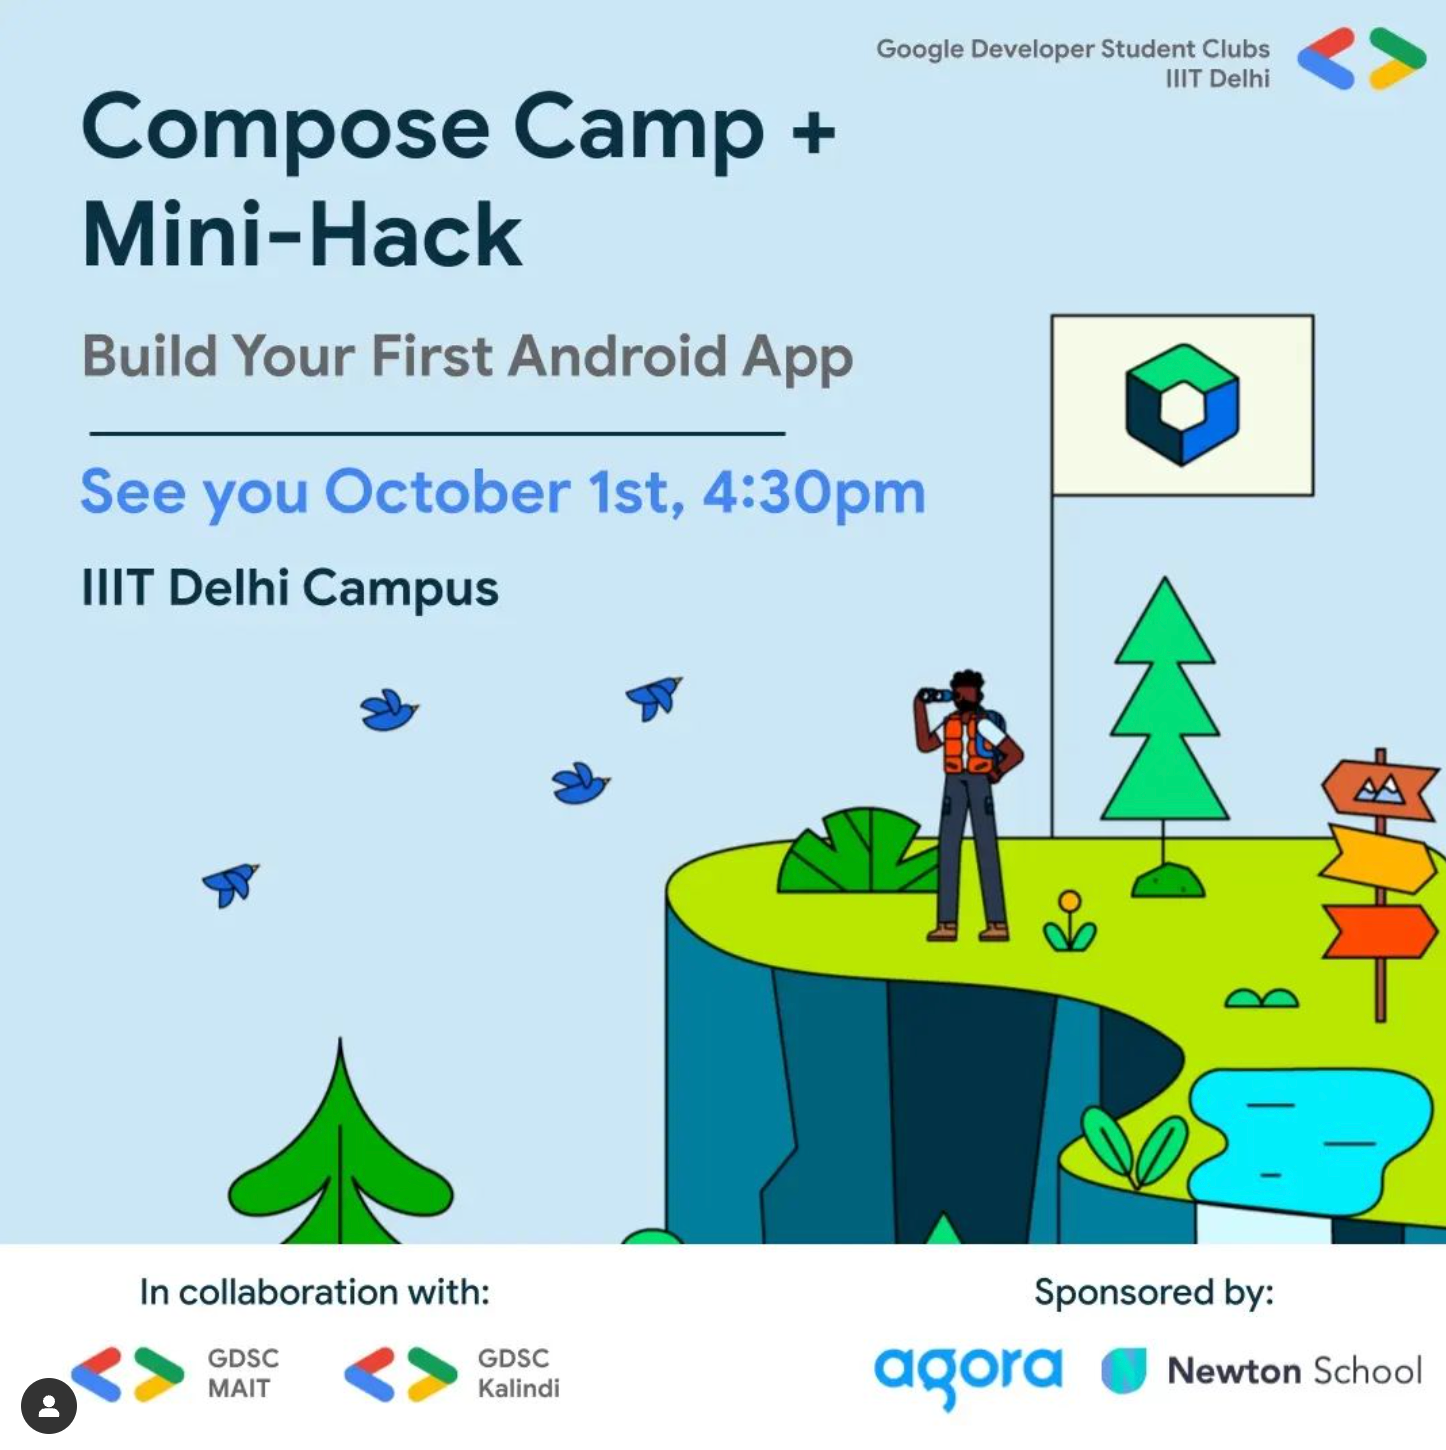 Google Developer Student Clubs
IIIT Delhi
Compose Camp +
Mini-Hack
Build Your First Android App
See you October 1st, 4:30pm
IIIT Delhi Campus
In collaboration with:
GDSC
MAIT
GDSC
Kalindi
Sponsored by:
agora
Newton School